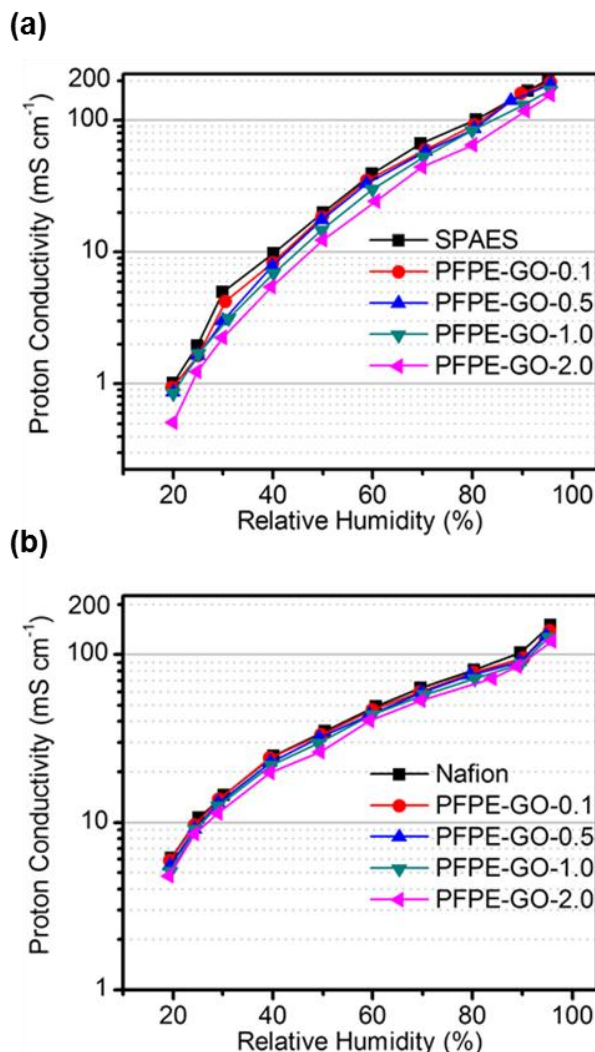 (a)
200
100
10
1
Proton Conductivity (mS cm⁻¹)
SPAES
PFPE-GO-0.1
PFPE-GO-0.5
PFPE-GO-1.0
PFPE-GO-2.0
20 40 60 80 100
Relative Humidity (%)
(b)
200
100
10
1
Proton Conductivity (mS cm⁻¹)
Nafion
PFPE-GO-0.1
PFPE-GO-0.5
PFPE-GO-1.0
PFPE-GO-2.0
20 40 60 80 100
Relative Humidity (%)